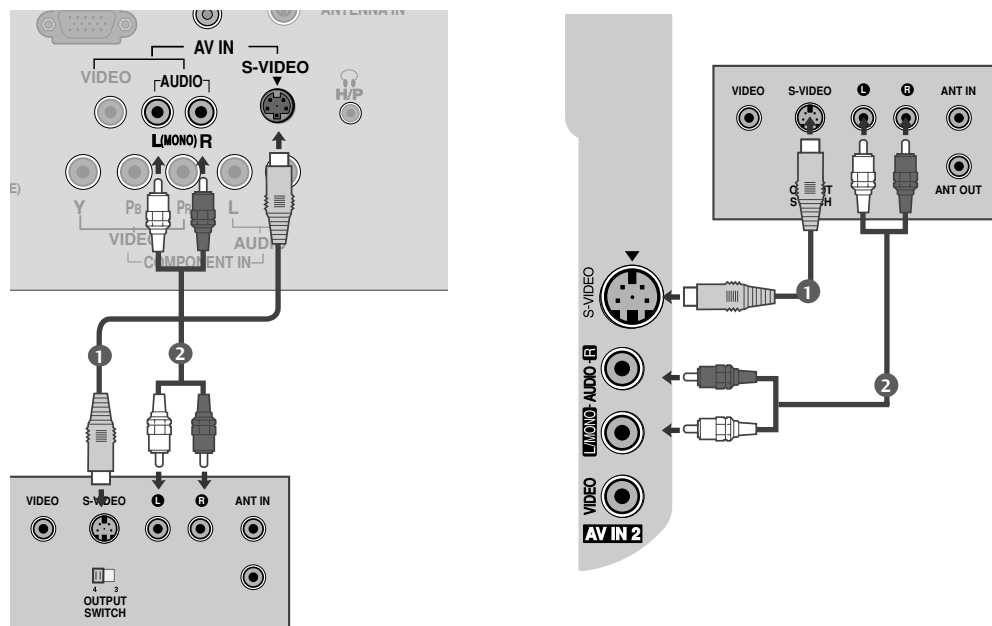 ANTENNA IN
AV IN
VIDEO
AUDIO
S-VIDEO
H/P
L(MONO) R
E)
Y PB PR L
VIDEO
AUDIO
COMPONENT IN
1
2
VIDEO S-VIDEO L R ANT IN
4 3
OUTPUT
SWITCH
VIDEO S-VIDEO L R ANT IN
ANT OUT
S-VIDEO
1
L/MONO - AUDIO - R
2
VIDEO
AV IN 2